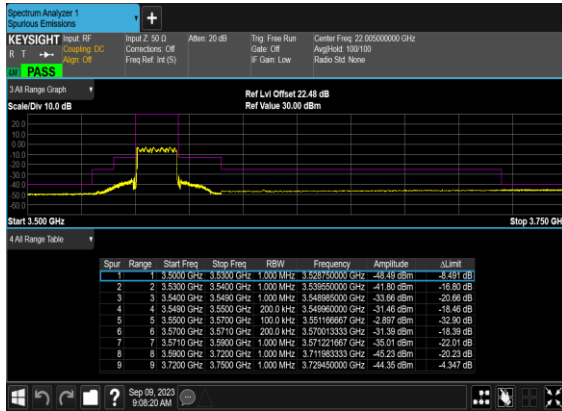 Spectrum Analyzer 1
Spurious Emissions
+
KEYSIGHT Input: RF Input Z: 50 Ω Atten: 20 dB Trig: Free Run Center Freq: 22.005000000 GHz
R T Coupling: DC Corrections: Off Gate: Off Avg|Hold: 100/100
Align: Off Freq Ref: Int (S) IF Gain: Low Radio Std: None
LNI PASS
3 All Range Graph Ref Lvl Offset 22.48 dB
Scale/Div 10.0 dB Ref Value 30.00 dBm
20.0
10.0
0.00
-10.0
-20.0
-30.0
-40.0
-50.0
-60.0
Start 3.500 GHz Stop 3.750 GHz
4 All Range Table
Spur Range Start Freq Stop Freq RBW Frequency Amplitude ΔLimit
1 1 3.5000 GHz 3.5300 GHz 1.000 MHz 3.528750000 GHz -48.49 dBm -8.491 dB
2 2 3.5300 GHz 3.5400 GHz 1.000 MHz 3.539550000 GHz -41.80 dBm -16.80 dB
3 3 3.5400 GHz 3.5490 GHz 1.000 MHz 3.548985000 GHz -33.66 dBm -20.66 dB
4 4 3.5490 GHz 3.5500 GHz 200.0 kHz 3.549960000 GHz -31.46 dBm -18.46 dB
5 5 3.5500 GHz 3.5700 GHz 100.0 kHz 3.551166667 GHz -2.897 dBm -32.90 dB
6 6 3.5700 GHz 3.5710 GHz 200.0 kHz 3.570013333 GHz -31.39 dBm -18.39 dB
7 7 3.5710 GHz 3.5900 GHz 1.000 MHz 3.571221667 GHz -35.01 dBm -22.01 dB
8 8 3.5900 GHz 3.7200 GHz 1.000 MHz 3.711983333 GHz -45.23 dBm -20.23 dB
9 9 3.7200 GHz 3.7500 GHz 1.000 MHz 3.729450000 GHz -44.35 dBm -4.347 dB
? Sep 09, 2023
9:08:20 AM